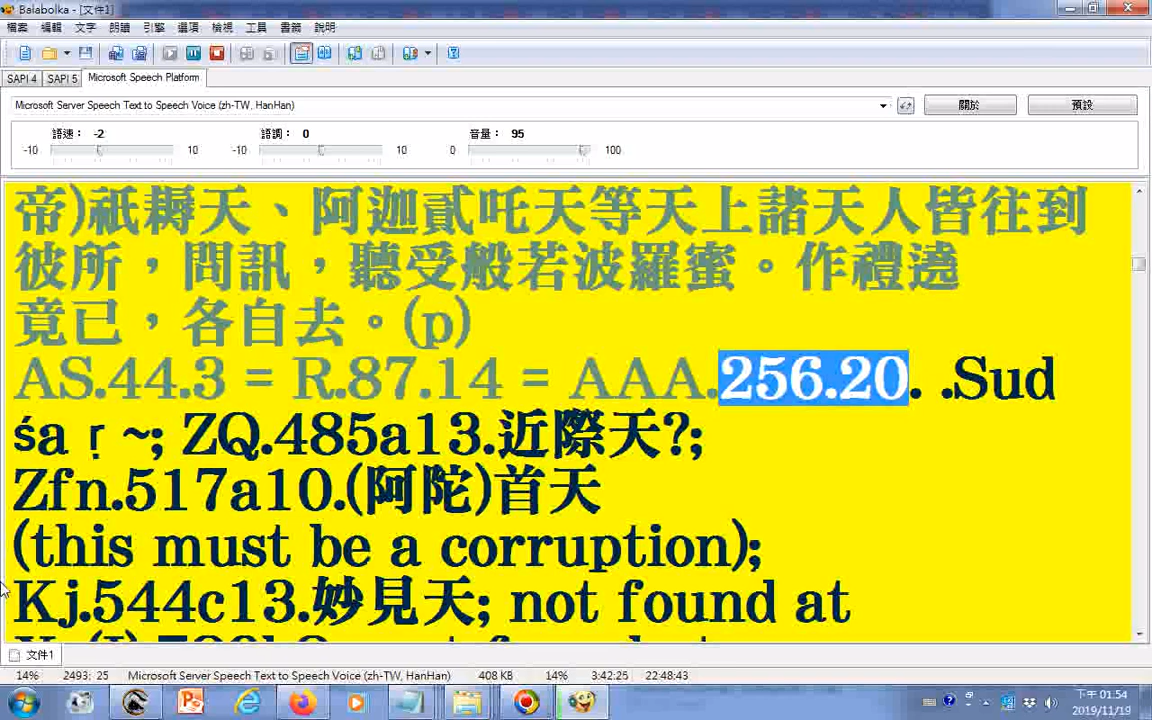 Balabolka - [文件1]
檔案 編輯 文字 朗讀 引擎 選項 檢視 工具 書籤 說明
SAPI 4 SAPI 5 Microsoft Speech Platform
Microsoft Server Speech Text to Speech Voice (zh-TW, HanHan) 關於 預設
語速： -2 語調： 0 音量： 95
-10 10 -10 10 0 100
帝)祇耨天、阿迦貳吒天等天上諸天人皆往到
彼所，問訊，聽受般若波羅蜜。作禮遶
竟已，各自去。(p)
AS.44.3 = R.87.14 = AAA.256.20. .Sud
śa ṛ ~; ZQ.485a13.近際天?;
Zfn.517a10.(阿陀)首天
(this must be a corruption);
Kj.544c13.妙見天; not found at
文件1
14% 2493: 25 Microsoft Server Speech Text to Speech Voice (zh-TW, HanHan) 408 KB 14% 3:42:25 22:48:43
下午 01:54
2019/11/19